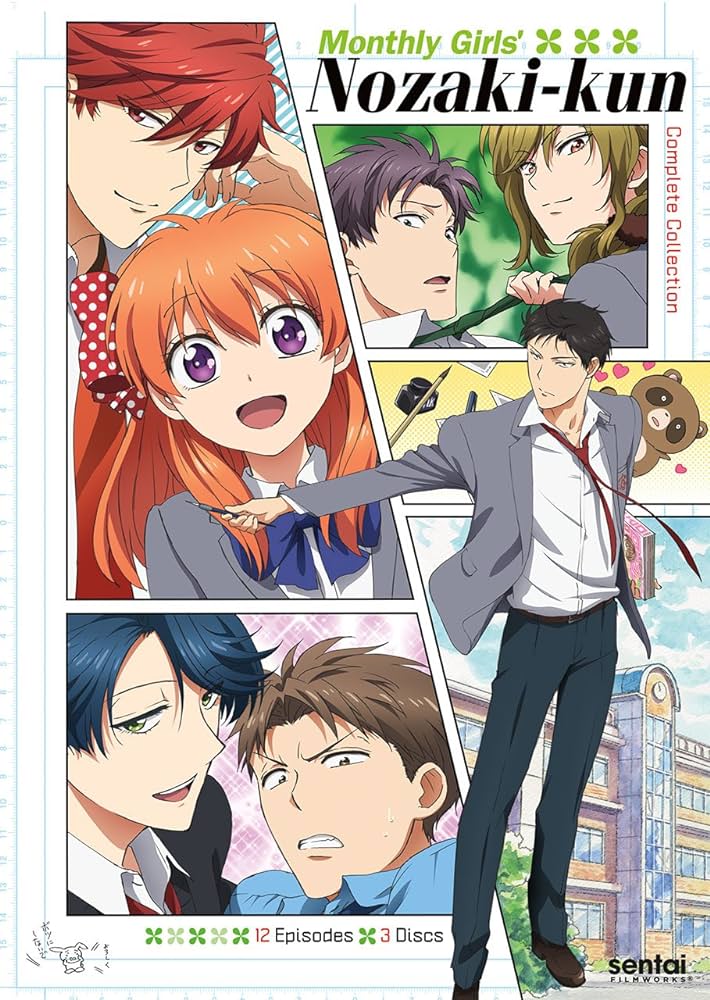 Monthly Girls'
Nozaki-kun
Complete Collection
12 Episodes
3 Discs
sentai
FILMWORKS®